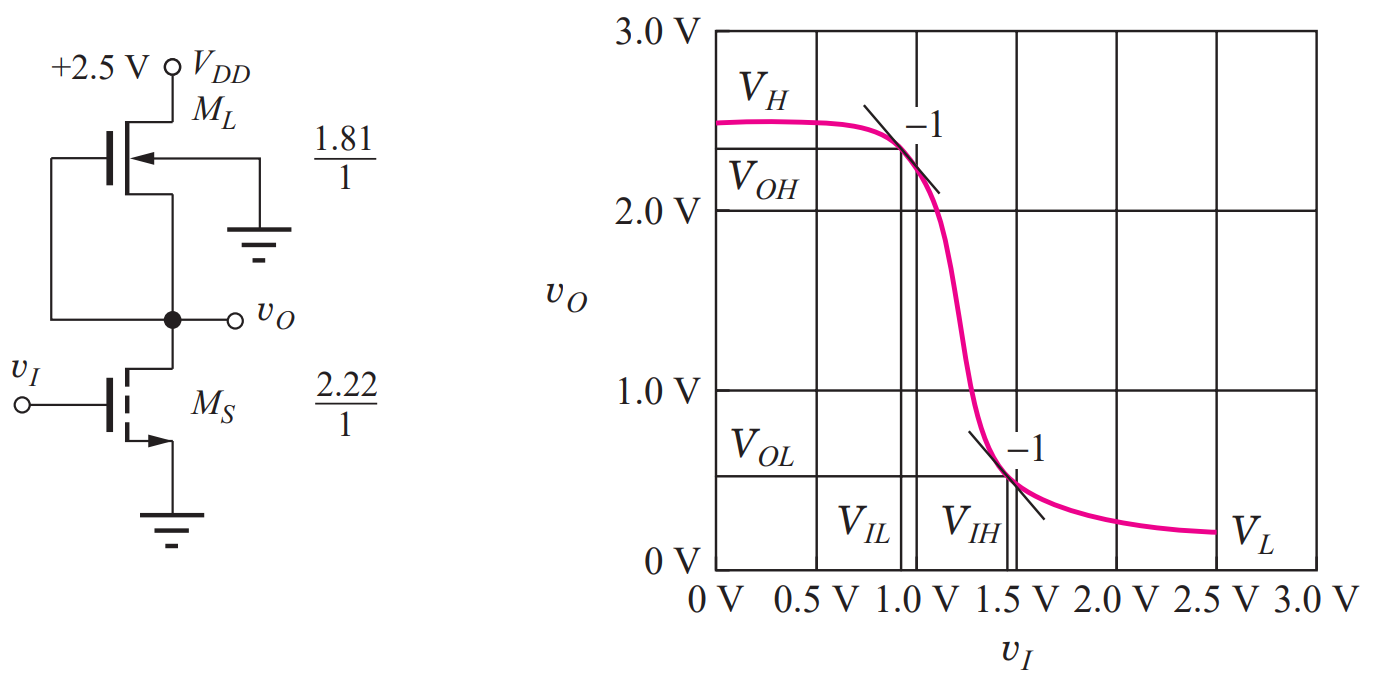 +2.5 V
V_DD
M_L
1.81
1
v_O
v_I
M_S
2.22
1
3.0 V
2.0 V
1.0 V
0 V
v_O
V_H
−1
V_OH
V_OL
−1
V_IL
V_IH
V_L
0 V 0.5 V 1.0 V 1.5 V 2.0 V 2.5 V 3.0 V
v_I